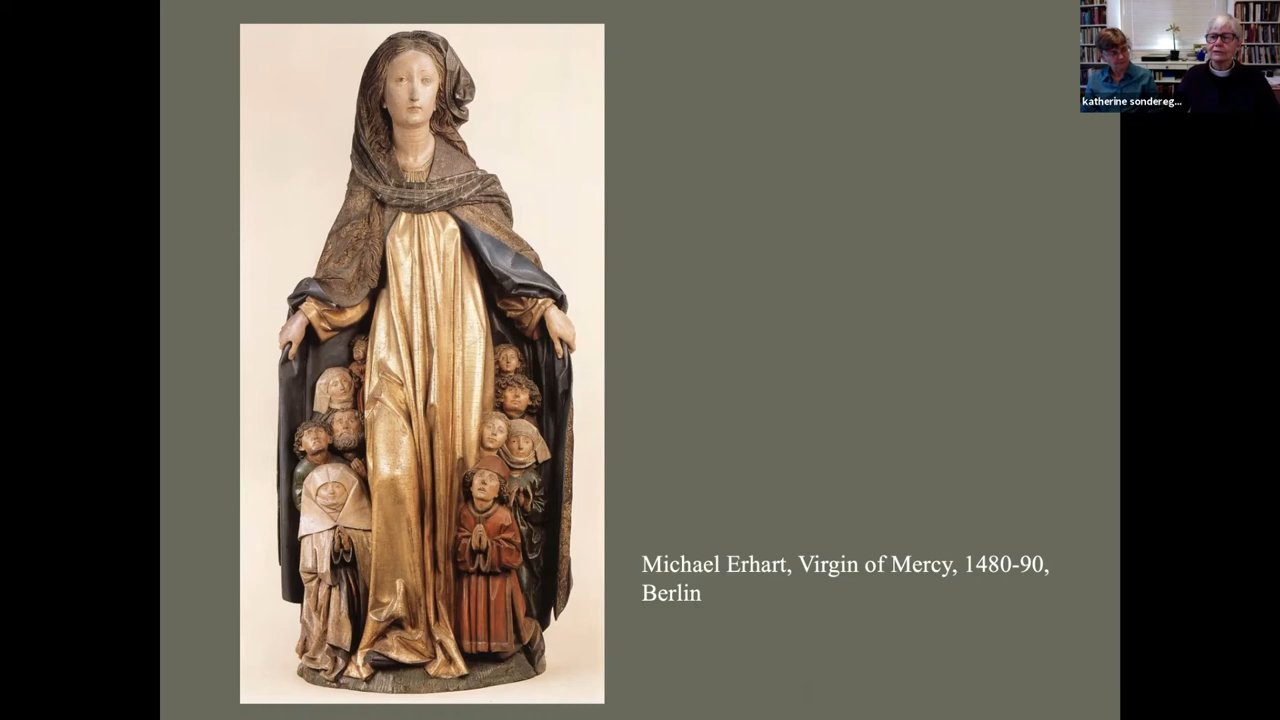 katherine sondereg...
Michael Erhart, Virgin of Mercy, 1480-90,
Berlin